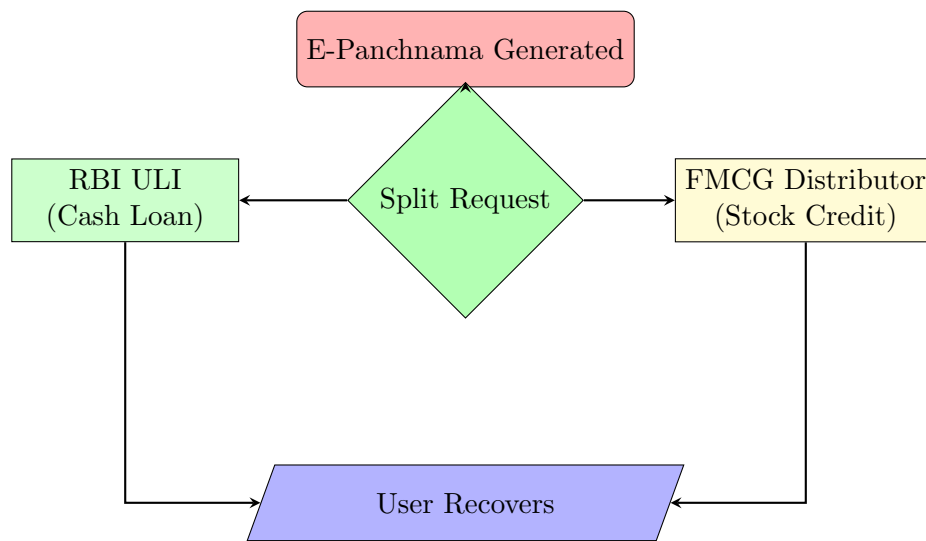 E-Panchnama Generated
RBI ULI
(Cash Loan)
Split Request
FMCG Distributor
(Stock Credit)
User Recovers